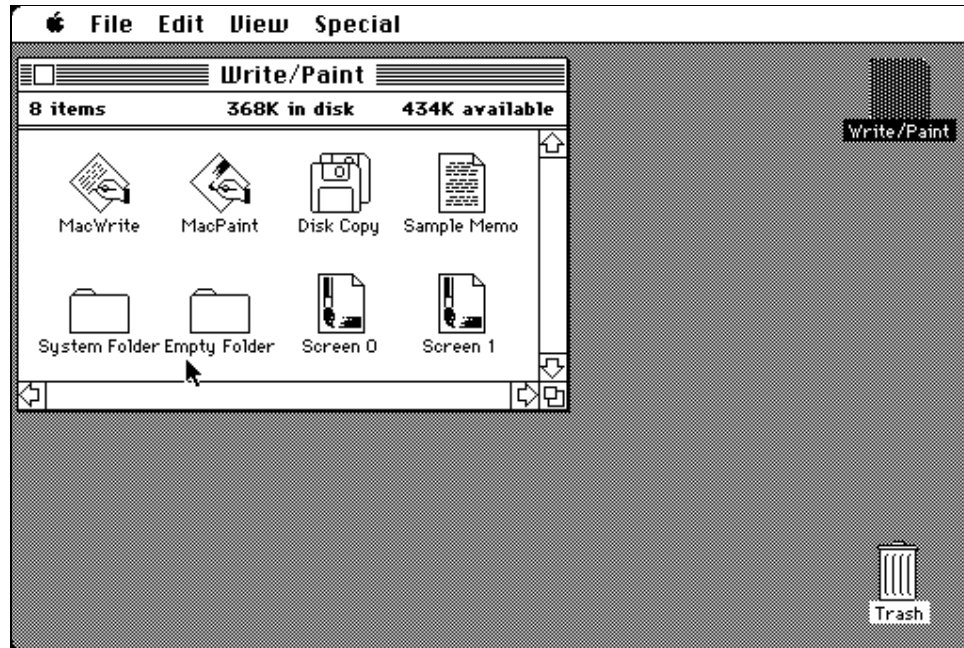 File Edit View Special
Write/Paint
8 items 368K in disk 434K available
MacWrite MacPaint Disk Copy Sample Memo
System Folder Empty Folder Screen 0 Screen 1
Write/Paint
Trash